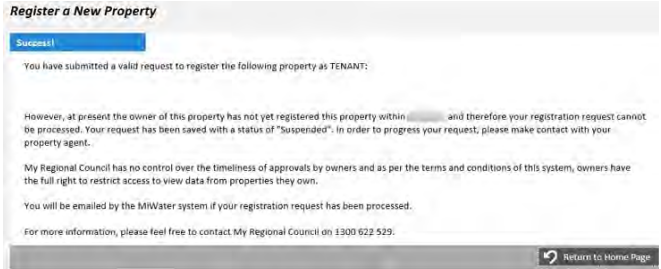 Register a New Property
Success!
You have submitted a valid request to register the following property as TENANT:
However, at present the owner of this property has not yet registered this property within and therefore your registration request cannot
be processed. Your request has been saved with a status of "Suspended". In order to progress your request, please make contact with your
property agent.
My Regional Council has no control over the timeliness of approvals by owners and as per the terms and conditions of this system, owners have
the full right to restrict access to view data from properties they own.
You will be emailed by the MiWater system if your registration request has been processed.
For more information, please feel free to contact My Regional Council on 1300 622 529.
Return to Home Page